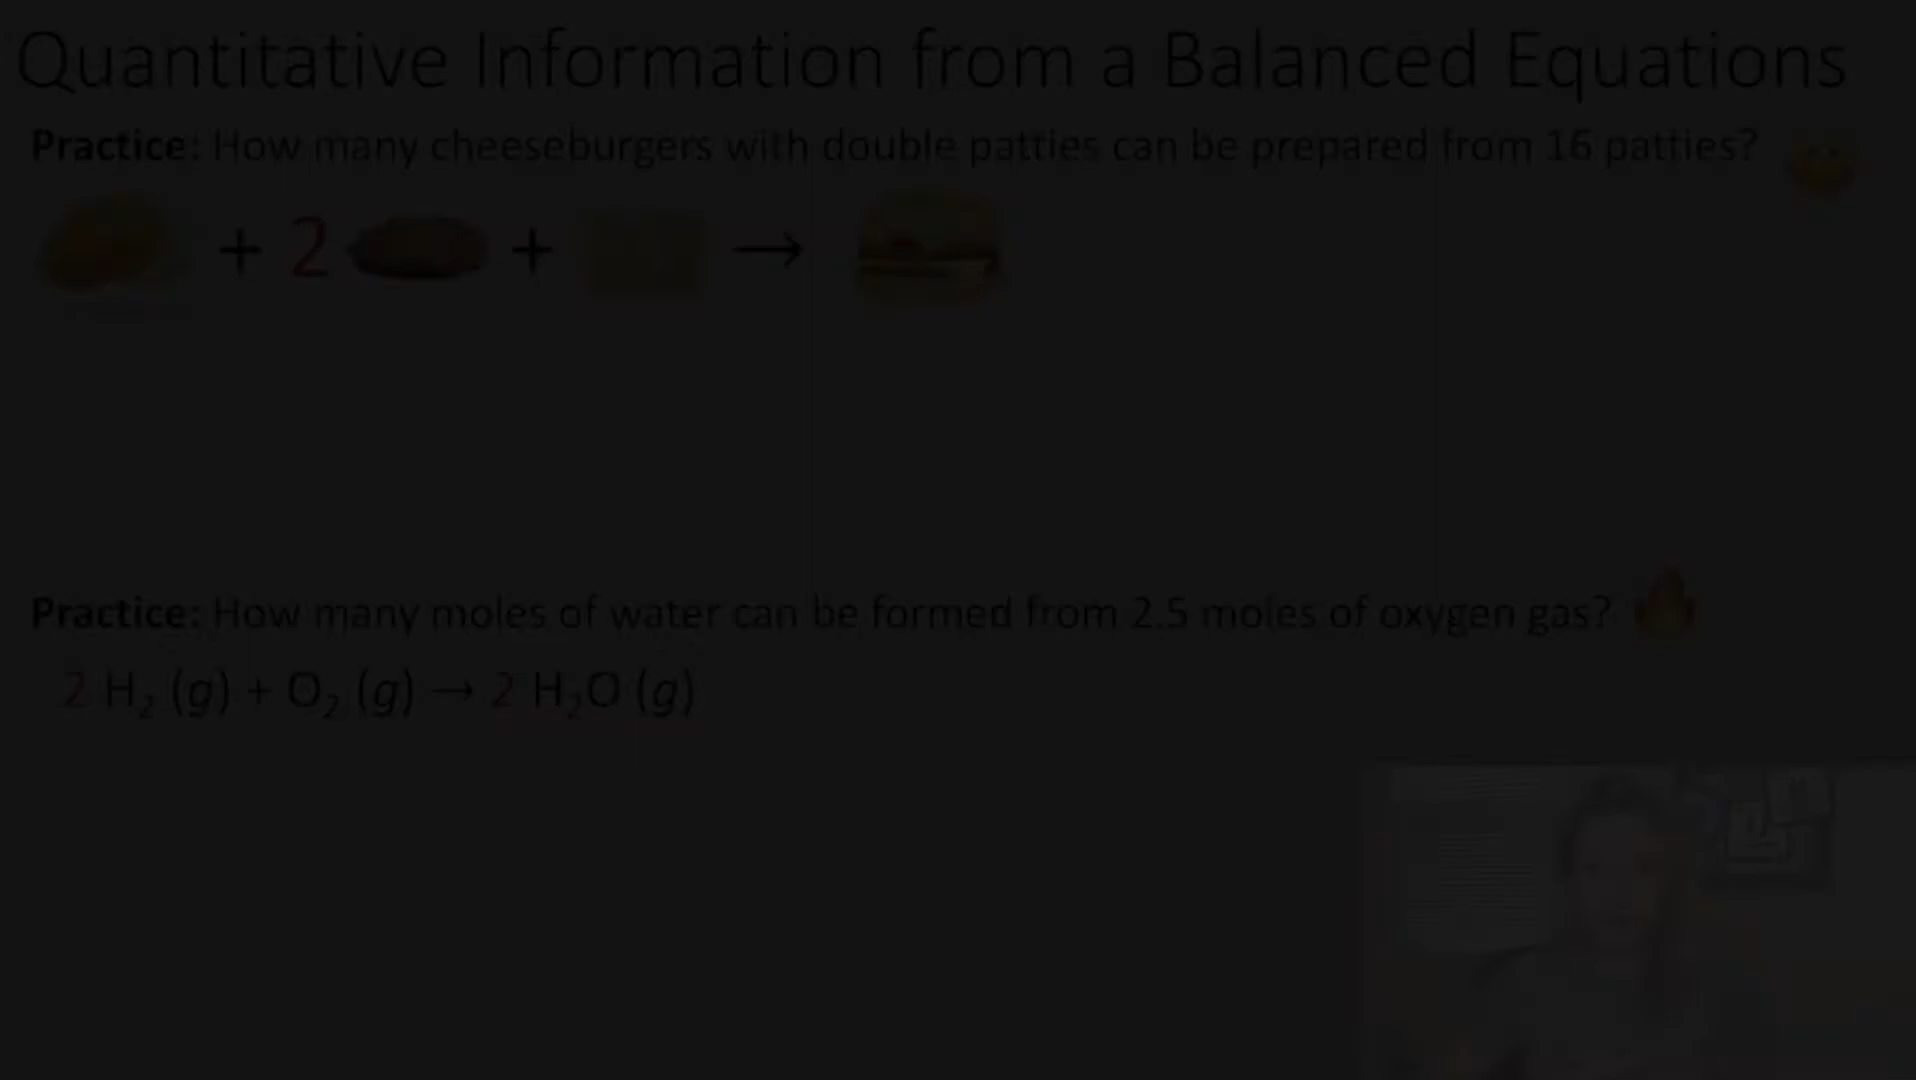 Quantitative Information from a Balanced Equations
Practice: How many cheeseburgers with double patties can be prepared from 16 patties?
+ 2 + →
Practice: How many moles of water can be formed from 2.5 moles of oxygen gas?
2 H₂ (g) + O₂ (g) → 2 H₂O (g)